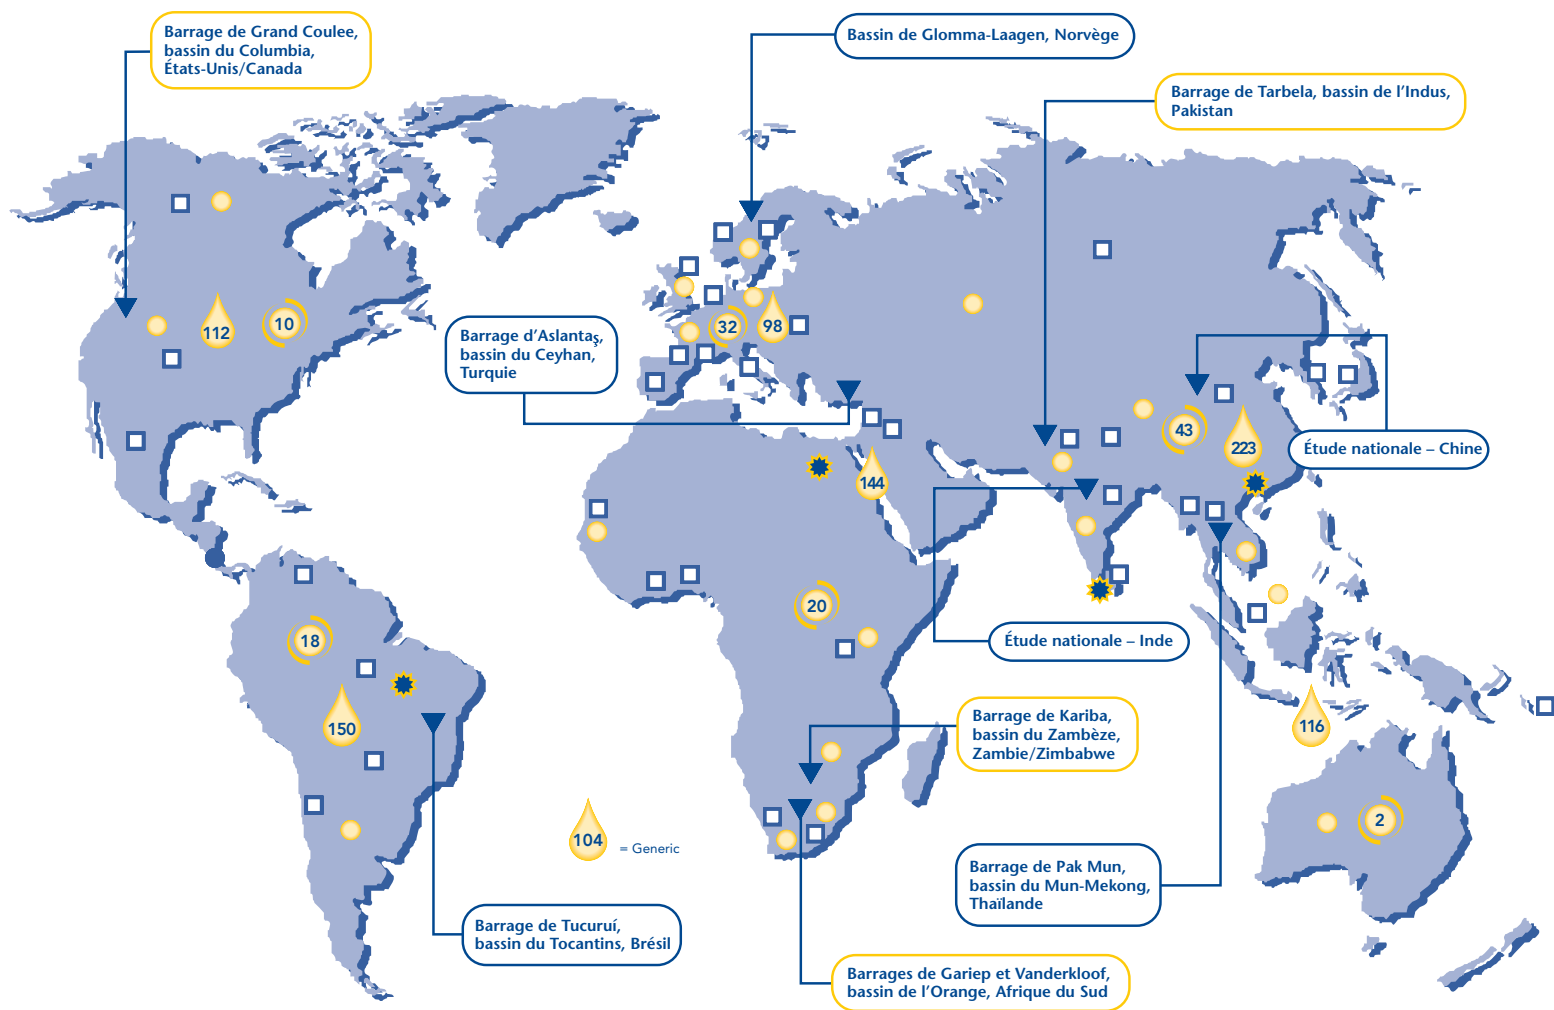 Barrage de Grand Coulee,
bassin du Columbia,
États-Unis/Canada
Bassin de Glomma-Laagen, Norvège
Barrage de Tarbela, bassin de l’Indus,
Pakistan
112
10
Barrage d’Aslantaş,
bassin du Ceyhan,
Turquie
32
98
43
223
Étude nationale – Chine
144
20
18
Étude nationale – Inde
150
Barrage de Kariba,
bassin du Zambèze,
Zambie/Zimbabwe
116
2
104
= Generic
Barrage de Pak Mun,
bassin du Mun-Mekong,
Thaïlande
Barrage de Tucuruí,
bassin du Tocantins, Brésil
Barrages de Gariep et Vanderkloof,
bassin de l’Orange, Afrique du Sud